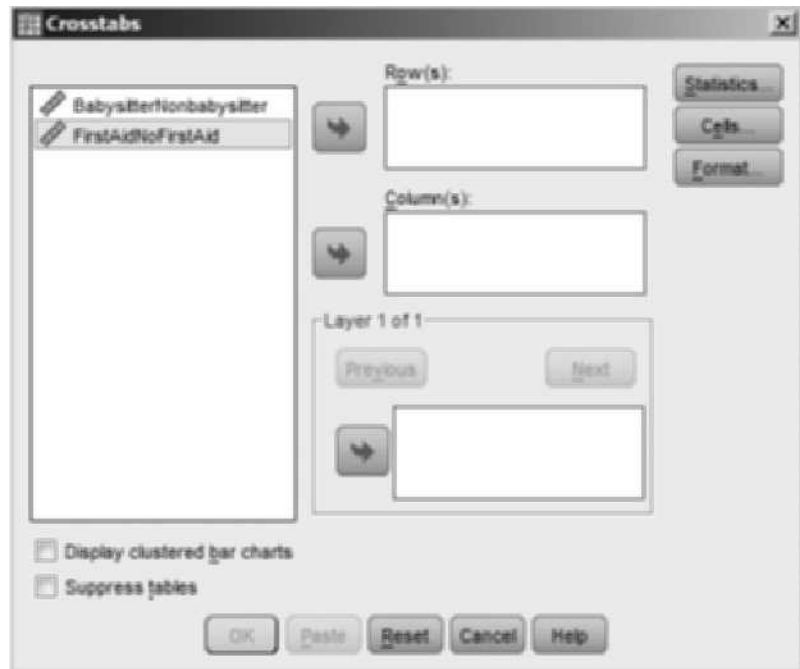 Crosstabs
Row(s):
BabysitterNonbabysitter
FirstAidNoFirstAid
Statistics...
Cells...
Format...
Column(s):
Layer 1 of 1
Previous
Next
Display clustered bar charts
Suppress tables
OK
Paste
Reset
Cancel
Help